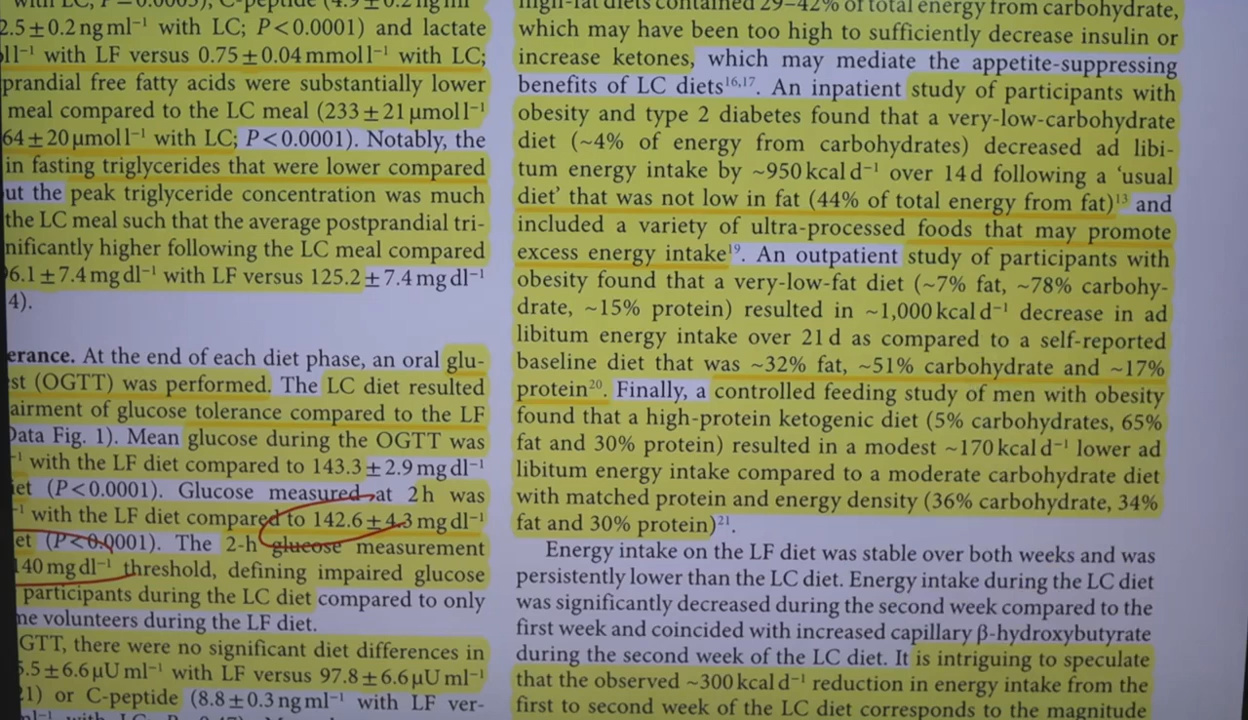 2.5 ± 0.2 ng ml⁻¹ with LC; P < 0.0001) and lactate
l l⁻¹ with LF versus 0.75 ± 0.04 mmol l⁻¹ with LC;
prandial free fatty acids were substantially lower
meal compared to the LC meal (233 ± 21 µmol l⁻¹
64 ± 20 µmol l⁻¹ with LC; P < 0.0001). Notably, the
in fasting triglycerides that were lower compared
ut the peak triglyceride concentration was much
the LC meal such that the average postprandial tri-
nificantly higher following the LC meal compared
6.1 ± 7.4 mg dl⁻¹ with LF versus 125.2 ± 7.4 mg dl⁻¹
4).
erance. At the end of each diet phase, an oral glu-
st (OGTT) was performed. The LC diet resulted
airment of glucose tolerance compared to the LF
Data Fig. 1). Mean glucose during the OGTT was
⁻¹ with the LF diet compared to 143.3 ± 2.9 mg dl⁻¹
iet (P < 0.0001). Glucose measured at 2 h was
⁻¹ with the LF diet compared to 142.6 ± 4.3 mg dl⁻¹
et (P < 0.0001). The 2-h glucose measurement
140 mg dl⁻¹ threshold, defining impaired glucose
participants during the LC diet compared to only
ne volunteers during the LF diet.
GTT, there were no significant diet differences in
5.5 ± 6.6 µU ml⁻¹ with LF versus 97.8 ± 6.6 µU ml⁻¹
21) or C-peptide (8.8 ± 0.3 ng ml⁻¹ with LF ver-
high-fat diets contained 29–42% of total energy from carbohydrate,
which may have been too high to sufficiently decrease insulin or
increase ketones, which may mediate the appetite-suppressing
benefits of LC diets¹⁶,¹⁷. An inpatient study of participants with
obesity and type 2 diabetes found that a very-low-carbohydrate
diet (~4% of energy from carbohydrates) decreased ad libi-
tum energy intake by ~950 kcal d⁻¹ over 14 d following a ‘usual
diet’ that was not low in fat (44% of total energy from fat)¹³ and
included a variety of ultra-processed foods that may promote
excess energy intake¹⁹. An outpatient study of participants with
obesity found that a very-low-fat diet (~7% fat, ~78% carbohy-
drate, ~15% protein) resulted in ~1,000 kcal d⁻¹ decrease in ad
libitum energy intake over 21 d as compared to a self-reported
baseline diet that was ~32% fat, ~51% carbohydrate and ~17%
protein²⁰. Finally, a controlled feeding study of men with obesity
found that a high-protein ketogenic diet (5% carbohydrates, 65%
fat and 30% protein) resulted in a modest ~170 kcal d⁻¹ lower ad
libitum energy intake compared to a moderate carbohydrate diet
with matched protein and energy density (36% carbohydrate, 34%
fat and 30% protein)²¹.
Energy intake on the LF diet was stable over both weeks and was
persistently lower than the LC diet. Energy intake during the LC diet
was significantly decreased during the second week compared to the
first week and coincided with increased capillary β-hydroxybutyrate
during the second week of the LC diet. It is intriguing to speculate
that the observed ~300 kcal d⁻¹ reduction in energy intake from the
first to second week of the LC diet corresponds to the magnitude